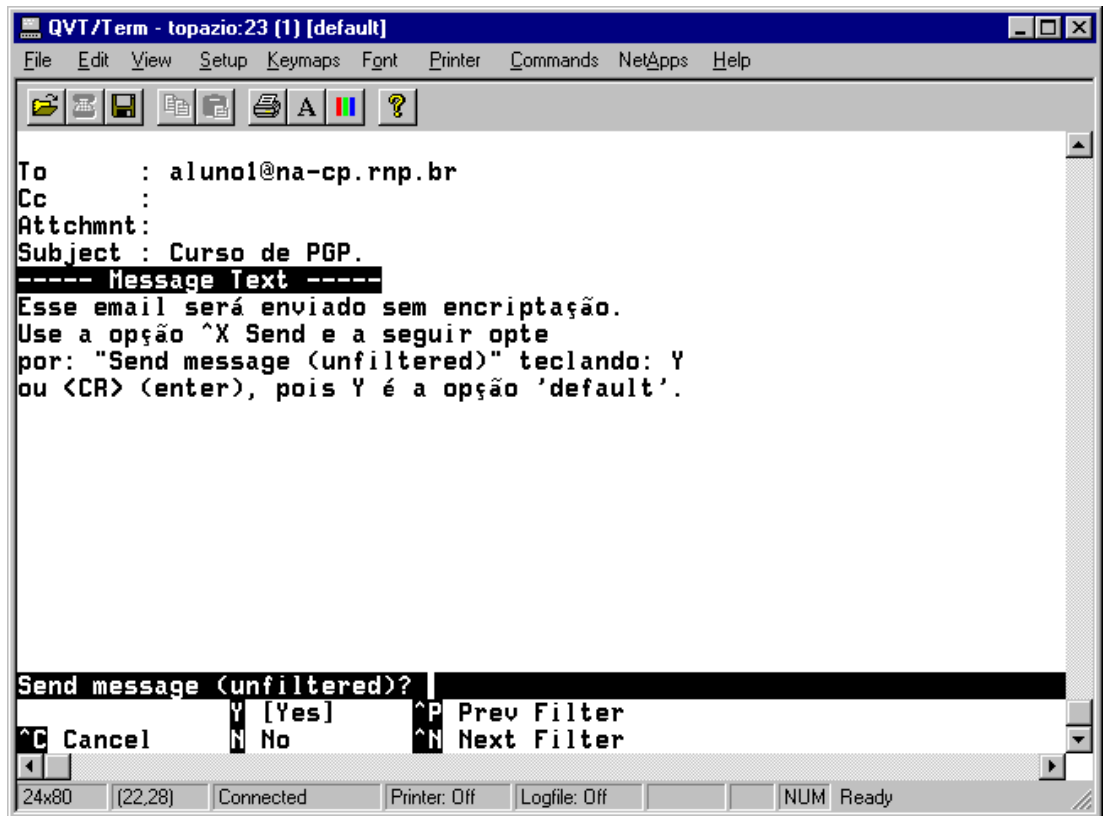 QVT/Term - topazio:23 (1) [default]
File Edit View Setup Keymaps Font Printer Commands NetApps Help
A ?
To : aluno1@na-cp.rnp.br
Cc :
Attchmnt:
Subject : Curso de PGP.
----- Message Text -----
Esse email será enviado sem encriptação.
Use a opção ^X Send e a seguir opte
por: "Send message (unfiltered)" teclando: Y
ou <CR> (enter), pois Y é a opção 'default'.
Send message (unfiltered)?
Y [Yes] ^P Prev Filter
^C Cancel N No ^N Next Filter
24x80 (22,28) Connected Printer: Off Logfile: Off NUM Ready